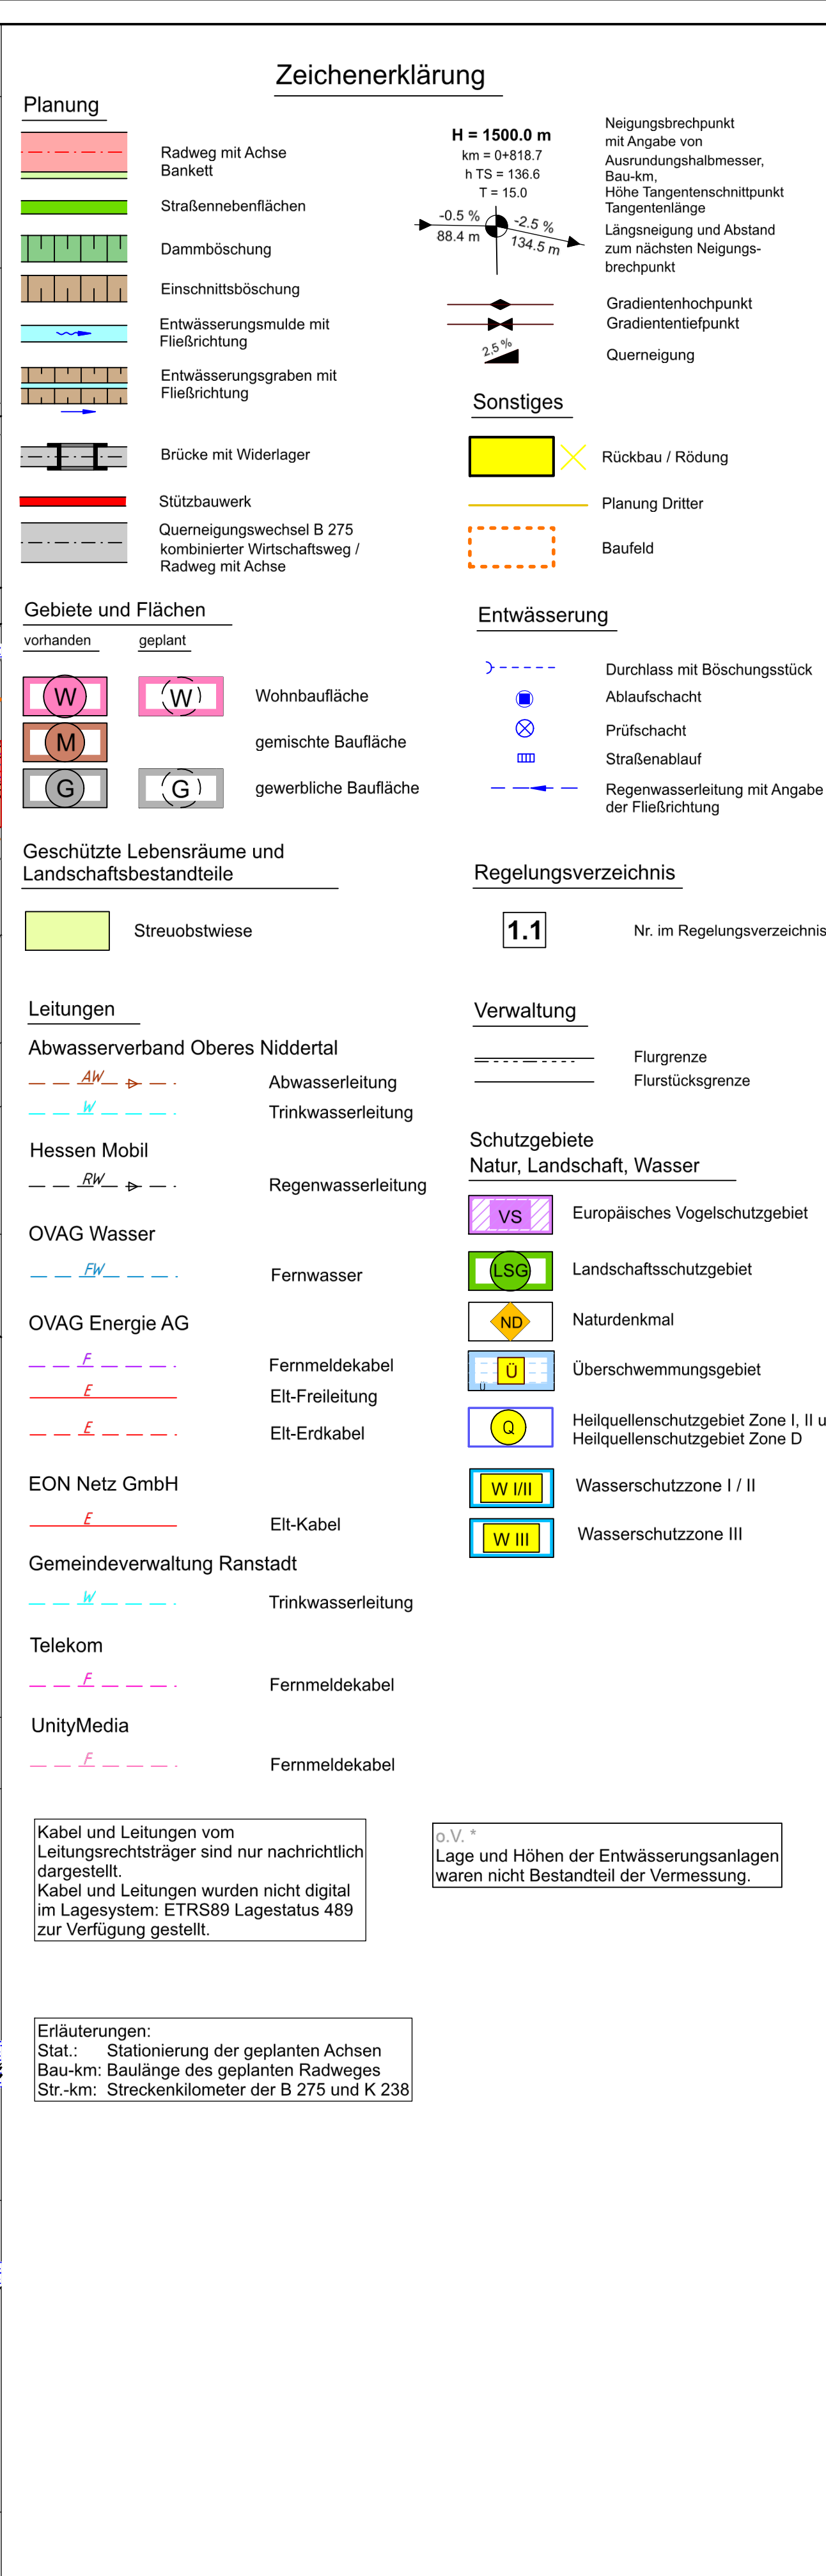 Zeichenerklärung
Planung
Radweg mit Achse
Bankett
Straßennebenflächen
Dammböschung
Einschnittsböschung
Entwässerungsmulde mit
Fließrichtung
Entwässerungsgraben mit
Fließrichtung
Brücke mit Widerlager
Stützbauwerk
Querneigungswechsel B 275
kombinierter Wirtschaftsweg /
Radweg mit Achse
H = 1500.0 m
km = 0+818.7
h TS = 136.6
T = 15.0
-0.5 %
88.4 m
-2.5 %
134.5 m
Neigungsbrechpunkt
mit Angabe von
Ausrundungshalbmesser,
Bau-km,
Höhe Tangentenschnittpunkt
Tangentenlänge
Längsneigung und Abstand
zum nächsten Neigungs-
brechpunkt
Gradientenhochpunkt
Gradiententiefpunkt
2,5 %
Querneigung
Sonstiges
Rückbau / Rödung
Planung Dritter
Baufeld
Gebiete und Flächen
vorhanden geplant
W W Wohnbaufläche
M gemischte Baufläche
G G gewerbliche Baufläche
Entwässerung
Durchlass mit Böschungsstück
Ablaufschacht
Prüfschacht
Straßenablauf
Regenwasserleitung mit Angabe
der Fließrichtung
Geschützte Lebensräume und
Landschaftsbestandteile
Streuobstwiese
Regelungsverzeichnis
1.1 Nr. im Regelungsverzeichnis
Leitungen
Abwasserverband Oberes Niddertal
AW Abwasserleitung
W Trinkwasserleitung
Hessen Mobil
RW Regenwasserleitung
OVAG Wasser
FW Fernwasser
OVAG Energie AG
F Fernmeldekabel
E Elt-Freileitung
E Elt-Erdkabel
EON Netz GmbH
E Elt-Kabel
Gemeindeverwaltung Ranstadt
W Trinkwasserleitung
Telekom
F Fernmeldekabel
UnityMedia
F Fernmeldekabel
Verwaltung
Flurgrenze
Flurstücksgrenze
Schutzgebiete
Natur, Landschaft, Wasser
VS Europäisches Vogelschutzgebiet
LSG Landschaftsschutzgebiet
ND Naturdenkmal
Ü Ü Überschwemmungsgebiet
Q Heilquellenschutzgebiet Zone I, II u
Heilquellenschutzgebiet Zone D
W I/II Wasserschutzzone I / II
W III Wasserschutzzone III
Kabel und Leitungen vom
Leitungsrechtsträger sind nur nachrichtlich
dargestellt.
Kabel und Leitungen wurden nicht digital
im Lagesystem: ETRS89 Lagestatus 489
zur Verfügung gestellt.
o.V. *
Lage und Höhen der Entwässerungsanlagen
waren nicht Bestandteil der Vermessung.
Erläuterungen:
Stat.: Stationierung der geplanten Achsen
Bau-km: Baulänge des geplanten Radweges
Str.-km: Streckenkilometer der B 275 und K 238